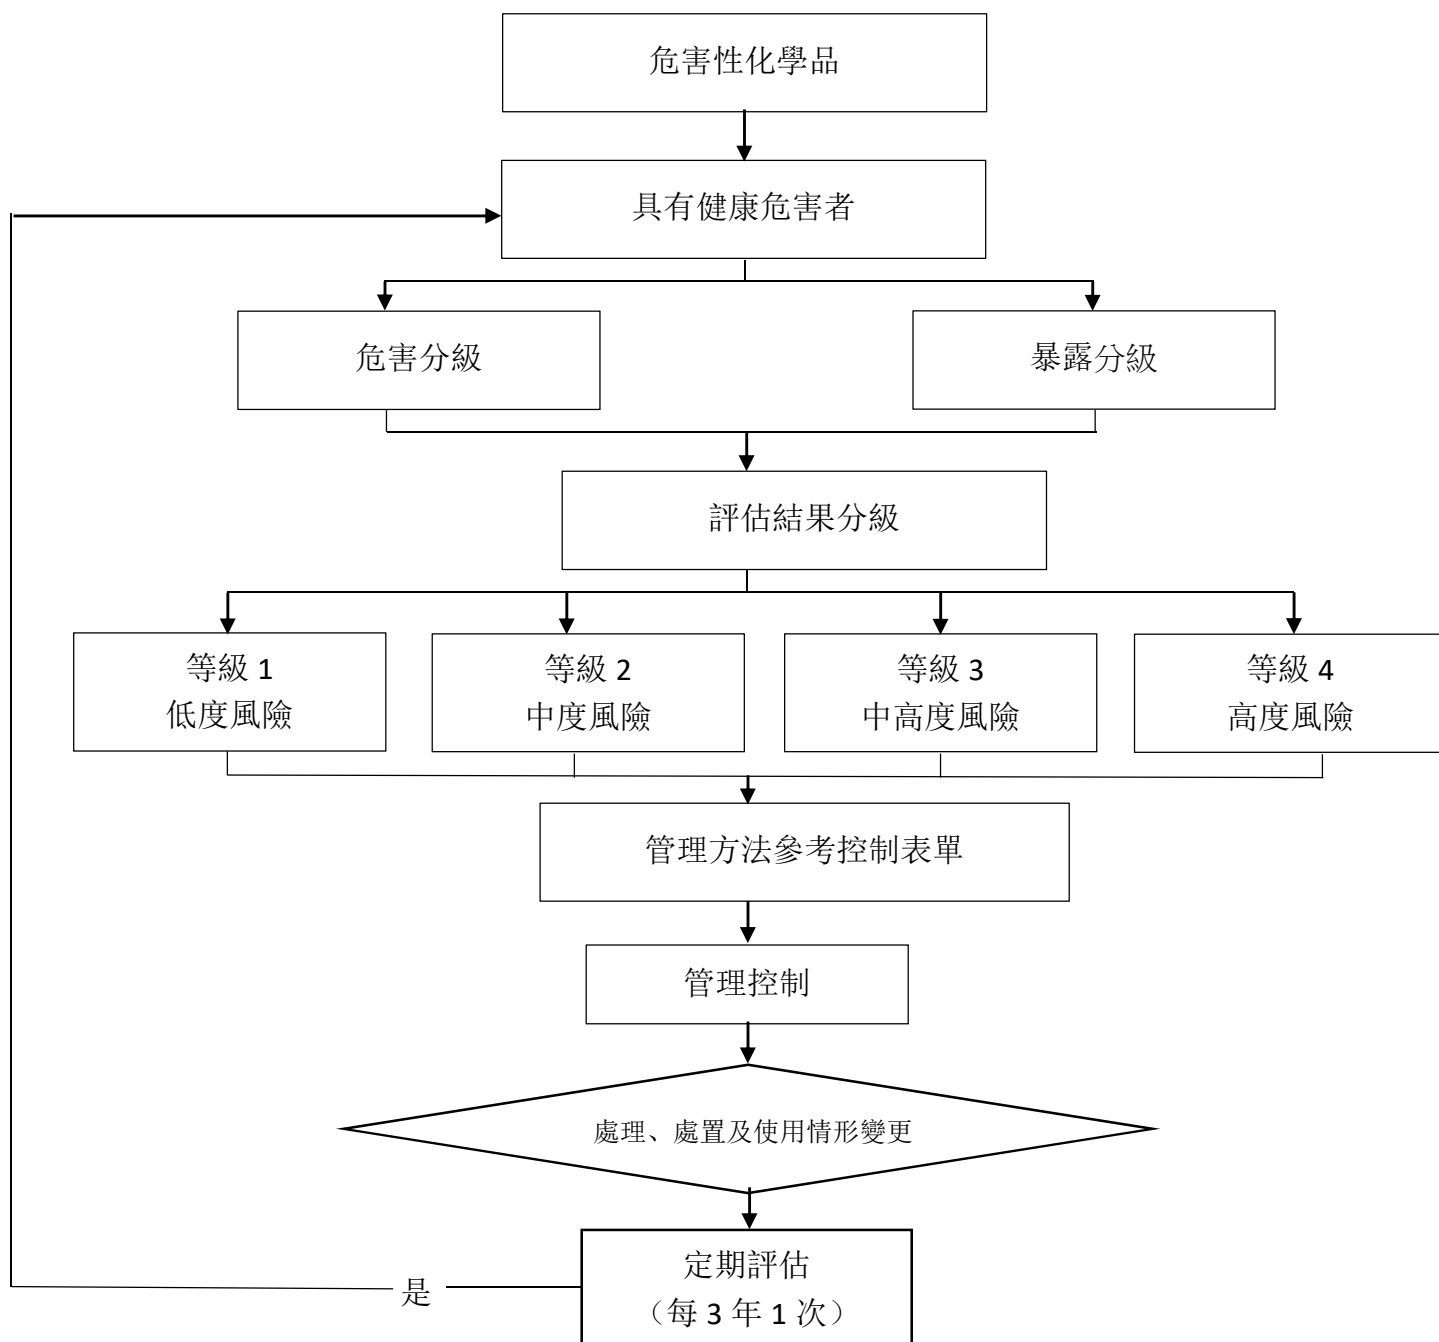 危害性化學品
具有健康危害者
危害分級
暴露分級
評估結果分級
等級 1
低度風險
等級 2
中度風險
等級 3
中高度風險
等級 4
高度風險
管理方法參考控制表單
管理控制
處理、處置及使用情形變更
定期評估
（每 3 年 1 次）
是